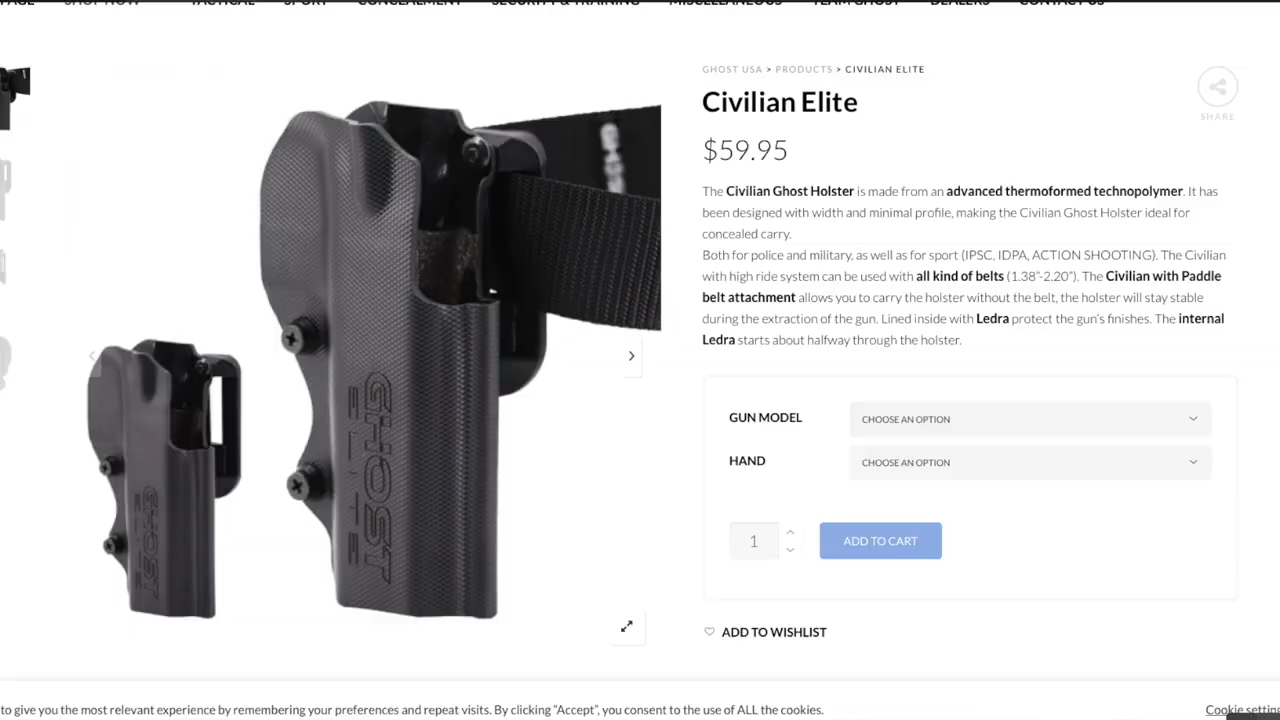 GHOST USA > PRODUCTS > CIVILIAN ELITE
Civilian Elite
SHARE
$59.95
The Civilian Ghost Holster is made from an advanced thermoformed technopolymer. It has
been designed with width and minimal profile, making the Civilian Ghost Holster ideal for
concealed carry.
Both for police and military, as well as for sport (IPSC, IDPA, ACTION SHOOTING). The Civilian
with high ride system can be used with all kind of belts (1.38”-2.20”). The Civilian with Paddle
belt attachment allows you to carry the holster without the belt, the holster will stay stable
during the extraction of the gun. Lined inside with Ledra protect the gun’s finishes. The internal
Ledra starts about halfway through the holster.
GHOST
ELITE
GHOST
GUN MODEL
CHOOSE AN OPTION
HAND
CHOOSE AN OPTION
1
ADD TO CART
ADD TO WISHLIST
to give you the most relevant experience by remembering your preferences and repeat visits. By clicking “Accept”, you consent to the use of ALL the cookies.
Cookie